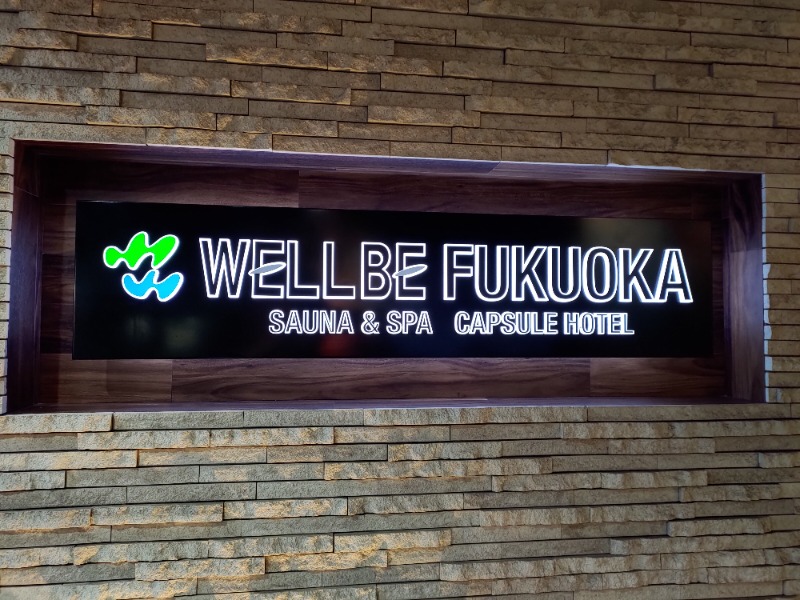 WELLBE FUKUOKA
SAUNA & SPA CAPSULE HOTEL